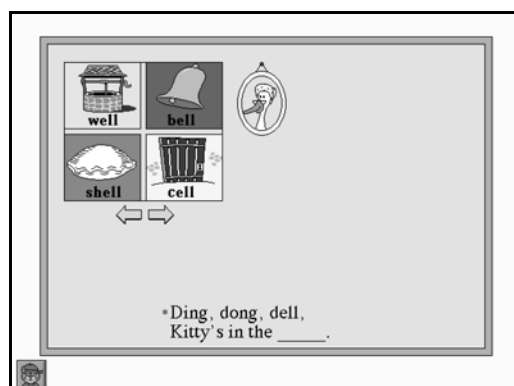 well
bell
shell
cell
*Ding, dong, dell,
Kitty's in the _____.